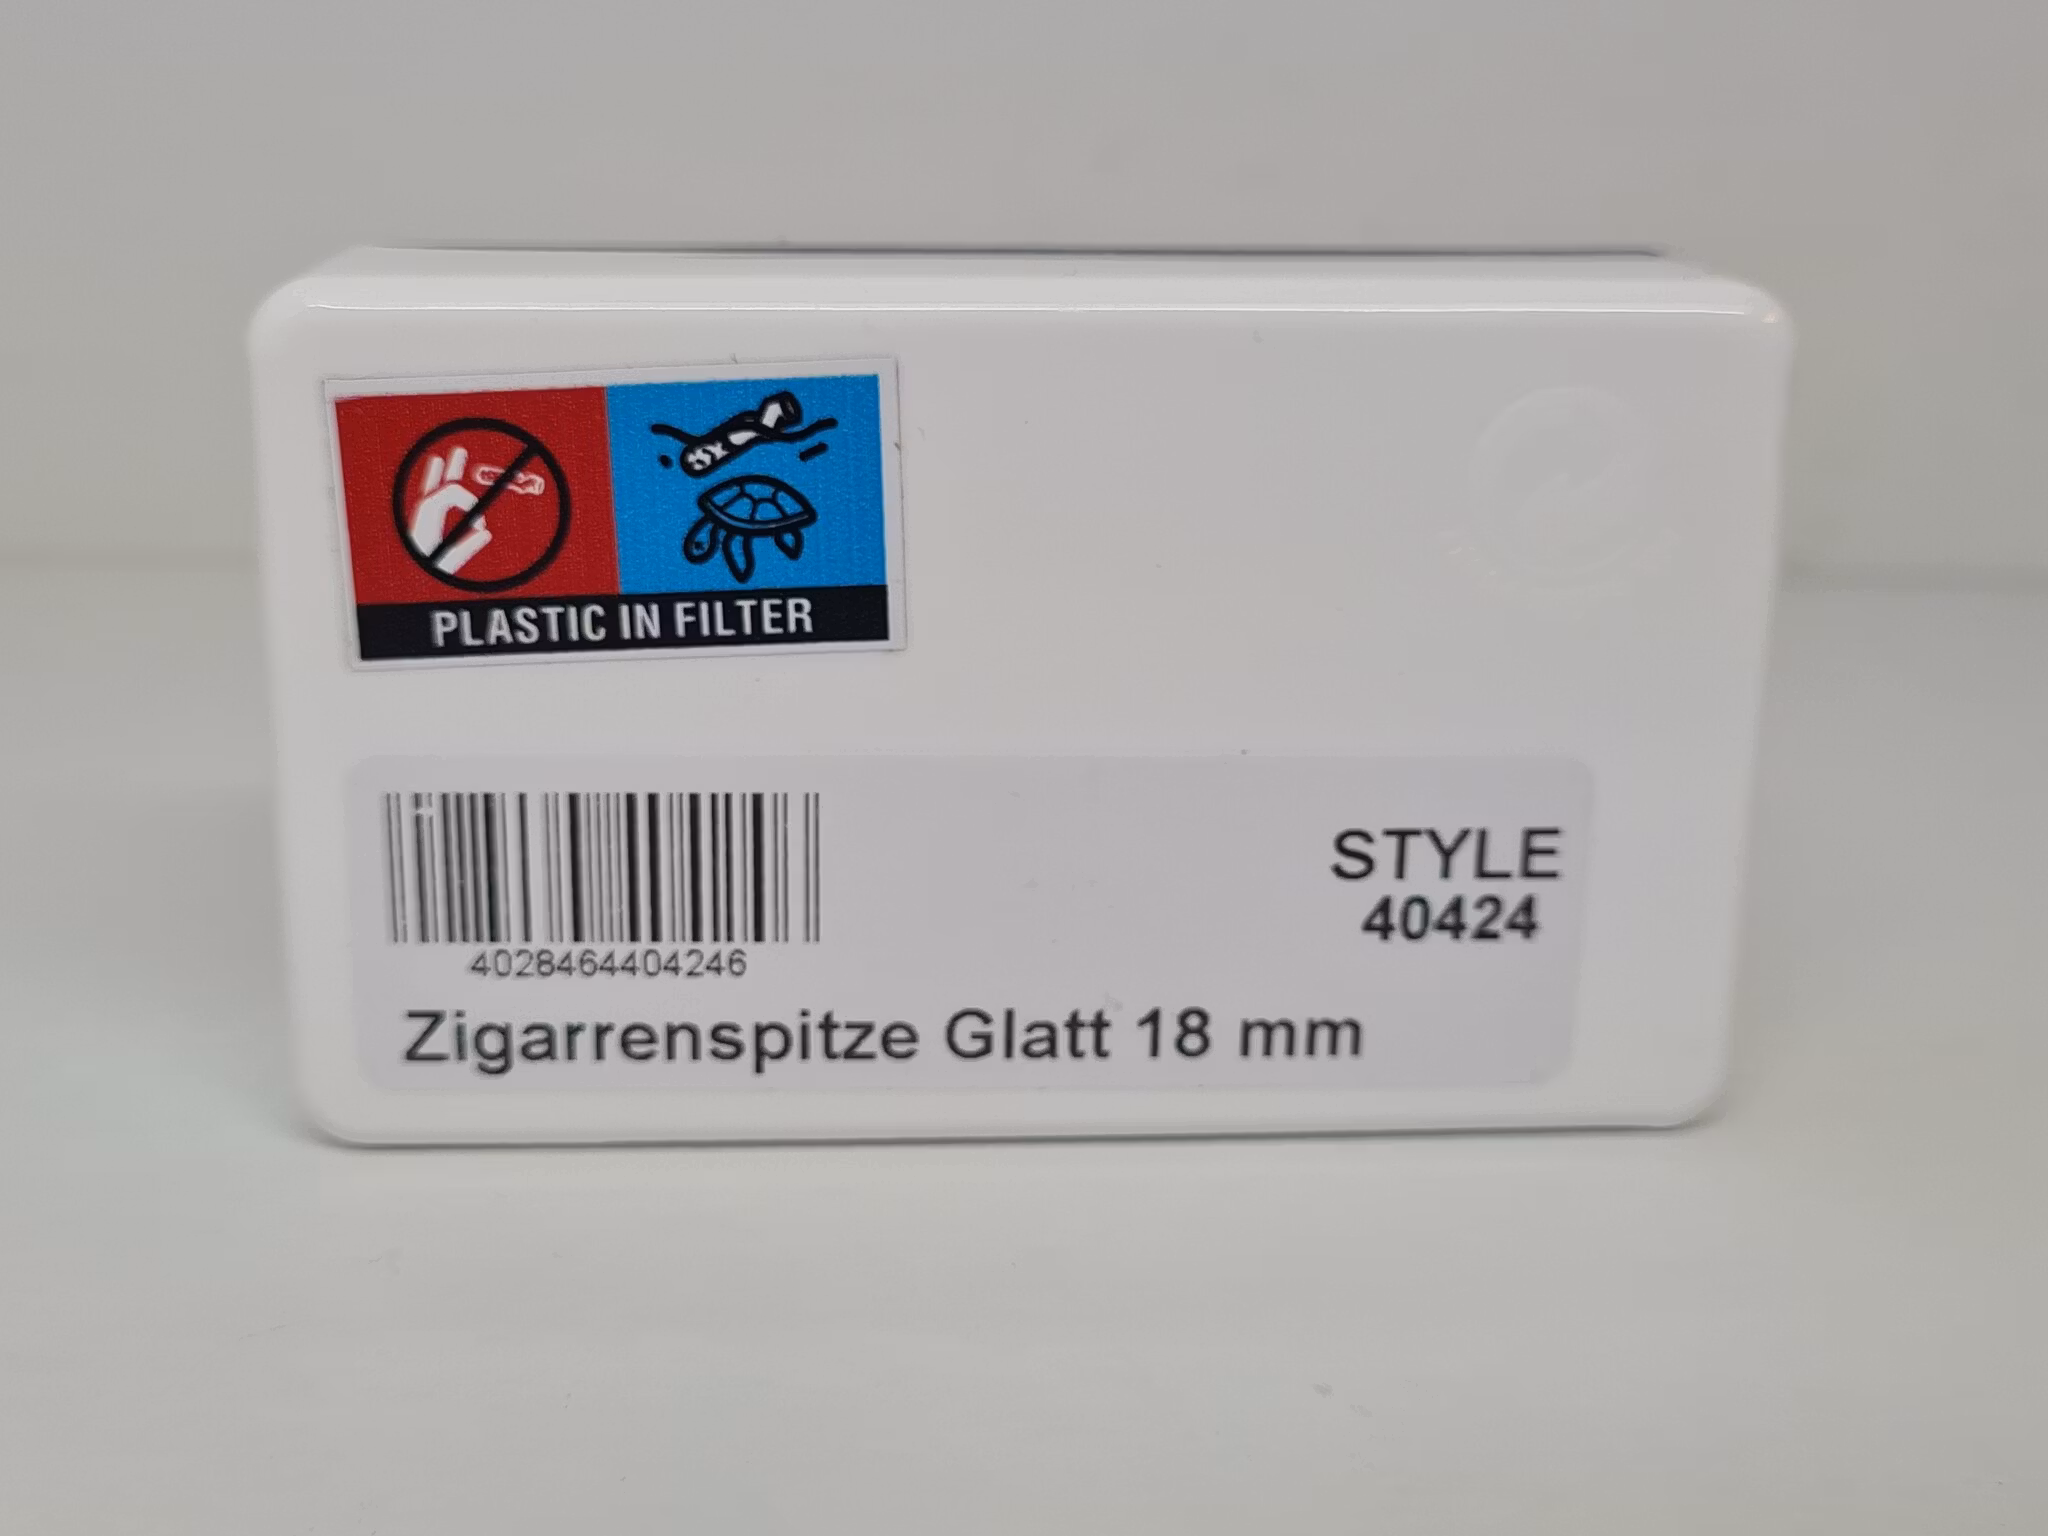 PLASTIC IN FILTER
STYLE
40424
4028464404246
Zigarrenspitze Glatt 18 mm